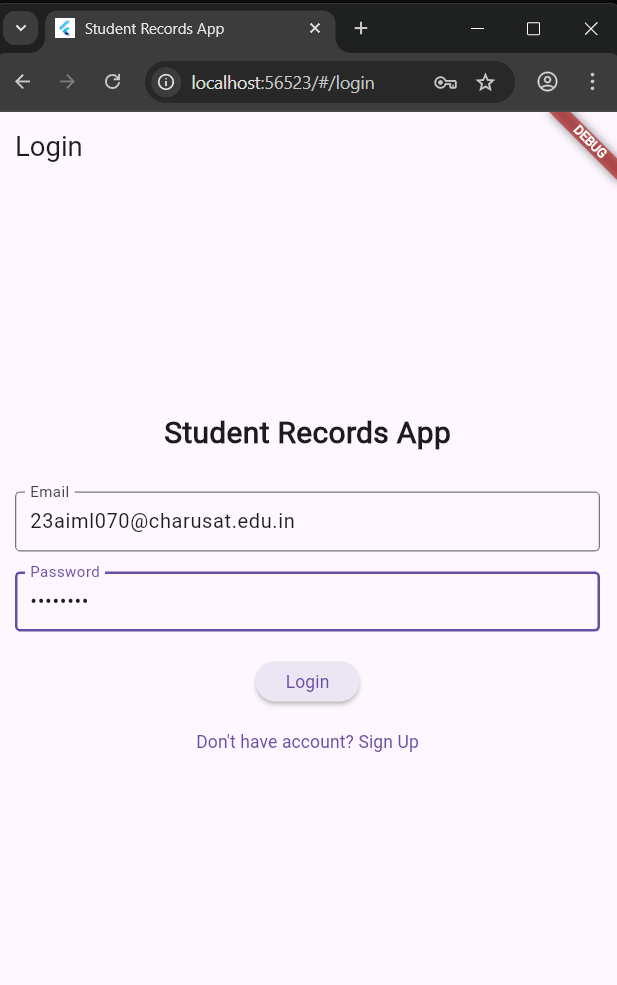 Student Records App
localhost:56523/#/login
DEBUG
Login
Student Records App
Email
23aiml070@charusat.edu.in
Password
••••••••
Login
Don't have account? Sign Up